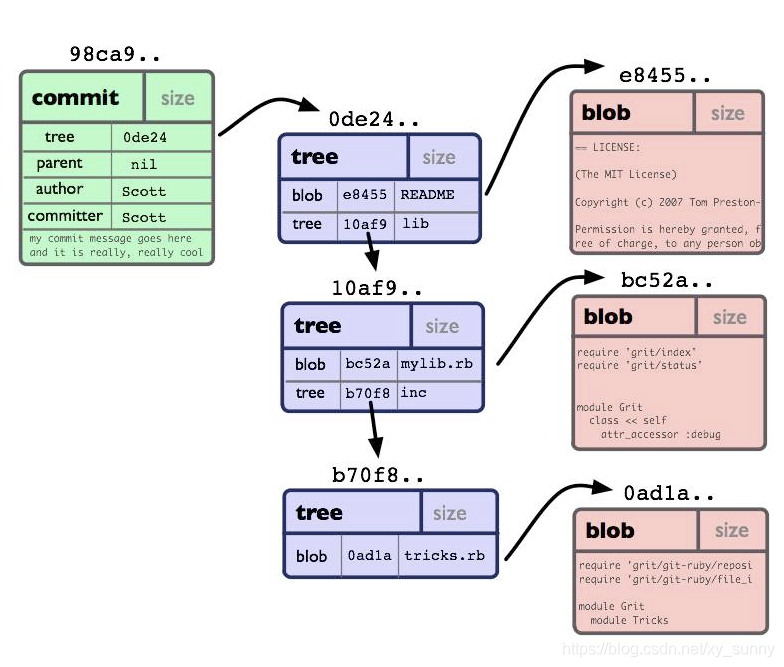 98ca9..
commit size
tree 0de24
parent nil
author Scott
committer Scott
my commit message goes here
and it is really, really cool
0de24..
tree size
blob e8455 README
tree 10af9 lib
10af9..
tree size
blob bc52a mylib.rb
tree b70f8 inc
b70f8..
tree size
blob 0ad1a tricks.rb
e8455..
blob size
== LICENSE:
(The MIT License)
Copyright (c) 2007 Tom Preston-
Permission is hereby granted, f
ree of charge, to any person ob
bc52a..
blob size
require 'grit/index'
require 'grit/status'
module Grit
class << self
attr_accessor :debug
0ad1a..
blob size
require 'grit/git-ruby/reposi
require 'grit/git-ruby/file_i
module Grit
module Tricks
https://blog.csdn.net/xy_sunny